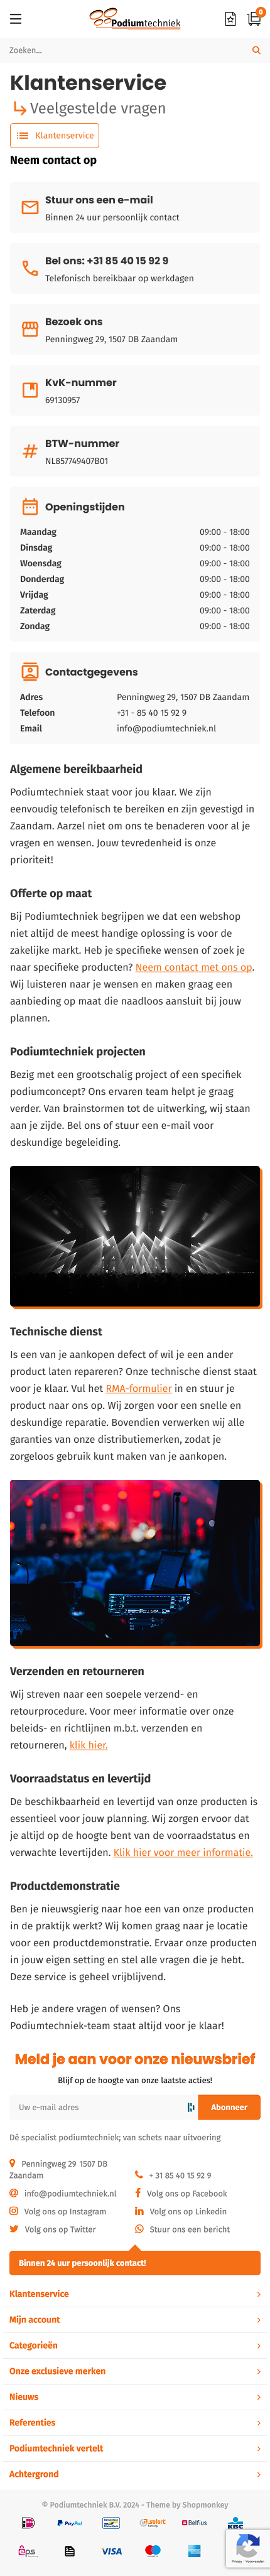 Podiumtechniek
0
Zoeken...
Klantenservice
Veelgestelde vragen
Klantenservice
Neem contact op
Stuur ons een e-mail
Binnen 24 uur persoonlijk contact
Bel ons: +31 85 40 15 92 9
Telefonisch bereikbaar op werkdagen
Bezoek ons
Penningweg 29, 1507 DB Zaandam
KvK-nummer
69130957
BTW-nummer
NL857749407B01
Openingstijden
Maandag 09:00 - 18:00
Dinsdag 09:00 - 18:00
Woensdag 09:00 - 18:00
Donderdag 09:00 - 18:00
Vrijdag 09:00 - 18:00
Zaterdag 09:00 - 18:00
Zondag 09:00 - 18:00
Contactgegevens
Adres Penningweg 29, 1507 DB Zaandam
Telefoon +31 - 85 40 15 92 9
Email info@podiumtechniek.nl
Algemene bereikbaarheid
Podiumtechniek staat voor jou klaar. We zijn
eenvoudig telefonisch te bereiken en zijn gevestigd in
Zaandam. Aarzel niet om ons te benaderen voor al je
vragen en wensen. Jouw tevredenheid is onze
prioriteit!
Offerte op maat
Bij Podiumtechniek begrijpen we dat een webshop
niet altijd de meest handige oplossing is voor de
zakelijke markt. Heb je specifieke wensen of zoek je
naar specifieke producten? Neem contact met ons op.
Wij luisteren naar je wensen en maken graag een
aanbieding op maat die naadloos aansluit bij jouw
plannen.
Podiumtechniek projecten
Bezig met een grootschalig project of een specifiek
podiumconcept? Ons ervaren team helpt je graag
verder. Van brainstormen tot de uitwerking, wij staan
aan je zijde. Bel ons of stuur een e-mail voor
deskundige begeleiding.
Technische dienst
Is een van je aankopen defect of wil je een ander
product laten repareren? Onze technische dienst staat
voor je klaar. Vul het RMA-formulier in en stuur je
product naar ons op. Wij zorgen voor een snelle en
deskundige reparatie. Bovendien verwerken wij alle
garanties van onze distributiemerken, zodat je
zorgeloos gebruik kunt maken van je aankopen.
Verzenden en retourneren
Wij streven naar een soepele verzend- en
retourprocedure. Voor meer informatie over onze
beleids- en richtlijnen m.b.t. verzenden en
retourneren, klik hier.
Voorraadstatus en levertijd
De beschikbaarheid en levertijd van onze producten is
essentieel voor jouw planning. Wij zorgen ervoor dat
je altijd op de hoogte bent van de voorraadstatus en
verwachte levertijden. Klik hier voor meer informatie.
Productdemonstratie
Ben je nieuwsgierig naar hoe een van onze producten
in de praktijk werkt? Wij komen graag naar je locatie
voor een productdemonstratie. Ervaar onze producten
in jouw eigen setting en stel alle vragen die je hebt.
Deze service is geheel vrijblijvend.
Heb je andere vragen of wensen? Ons
Podiumtechniek-team staat altijd voor je klaar!
Meld je aan voor onze nieuwsbrief
Blijf op de hoogte van onze laatste acties!
Uw e-mail adres Abonneer
Dé specialist podiumtechniek; van schets naar uitvoering
Penningweg 29 1507 DB
Zaandam + 31 85 40 15 92 9
info@podiumtechniek.nl Volg ons op Facebook
Volg ons op Instagram Volg ons op Linkedin
Volg ons op Twitter Stuur ons een bericht
Binnen 24 uur persoonlijk contact!
Klantenservice
Mijn account
Categorieën
Onze exclusieve merken
Nieuws
Referenties
Podiumtechniek vertelt
Achtergrond
© Podiumtechniek B.V. 2024 - Theme by Shopmonkey
iD PayPal Bancontact sofort banking Belfius KBC
eps VISA maestro
Privacy - Voorwaarden